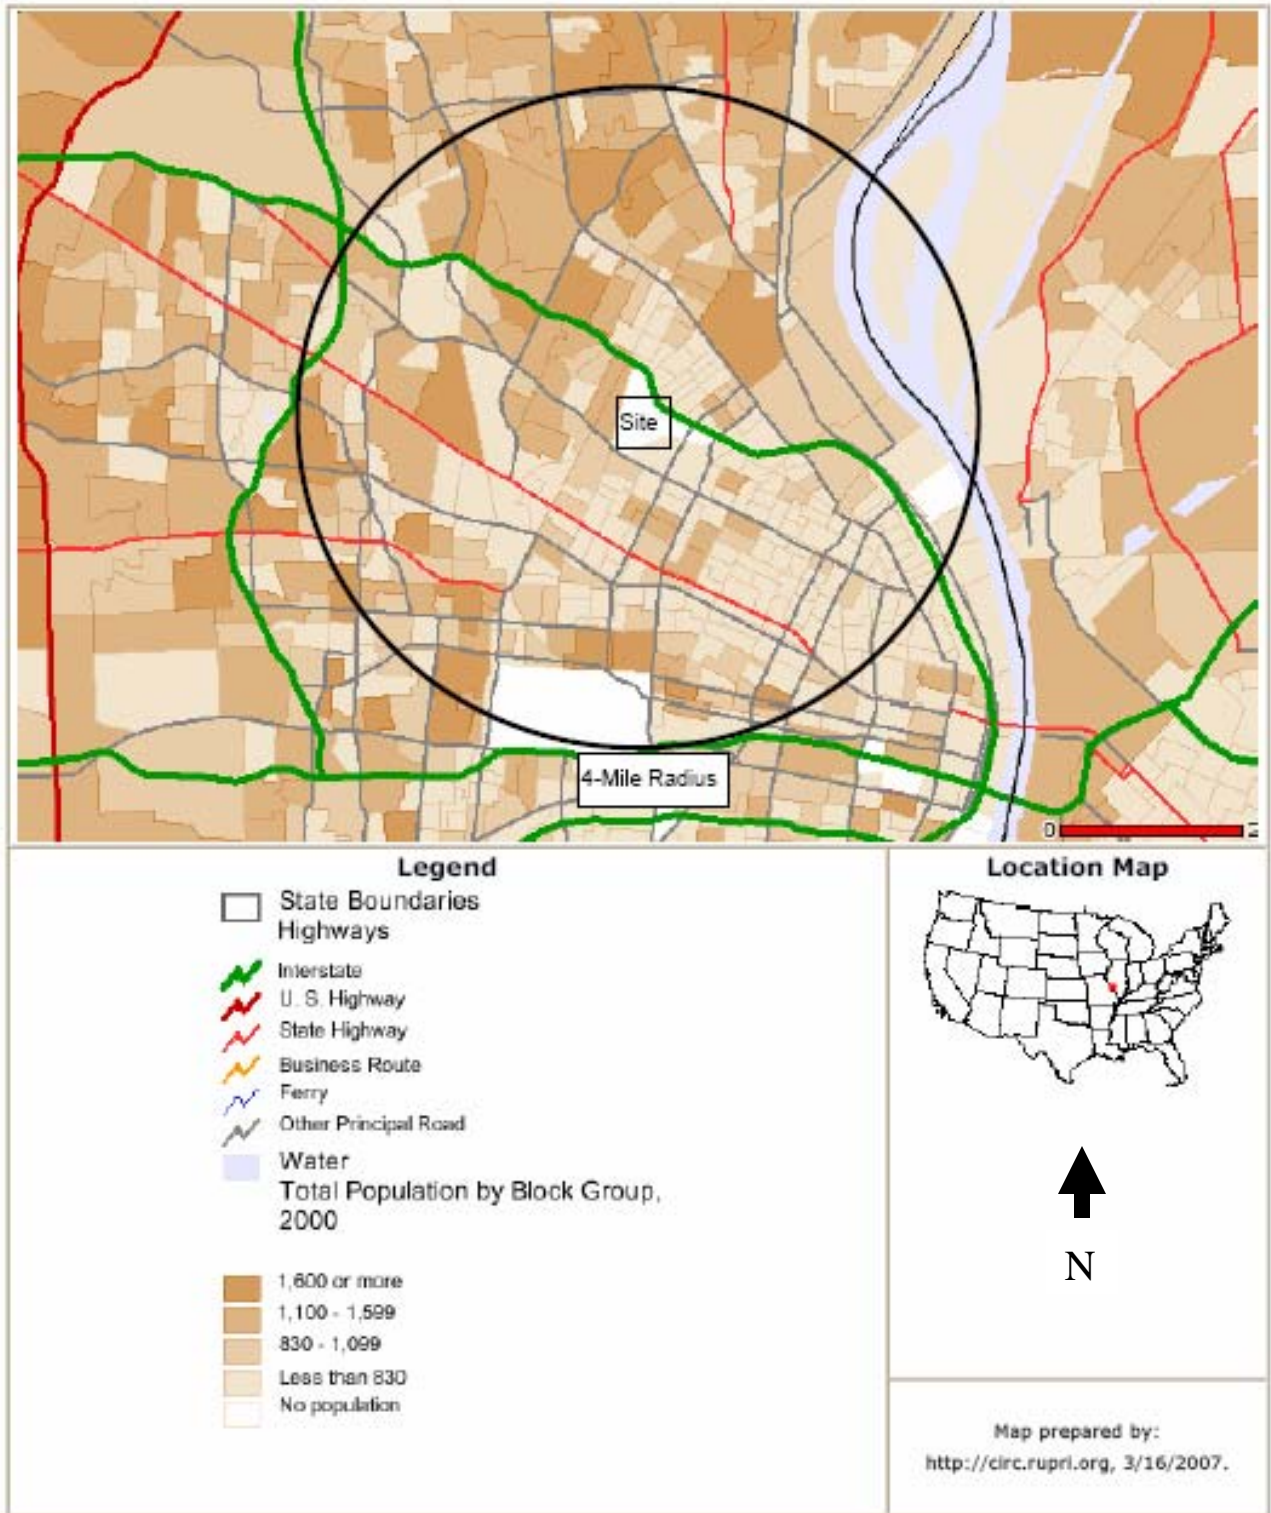 Site
4-Mile Radius
0 2
Legend
State Boundaries
Highways
Interstate
U. S. Highway
State Highway
Business Route
Ferry
Other Principal Road
Water
Total Population by Block Group,
2000
1,600 or more
1,100 - 1,599
830 - 1,099
Less than 830
No population
Location Map
N
Map prepared by:
http://circ.rupri.org, 3/16/2007.